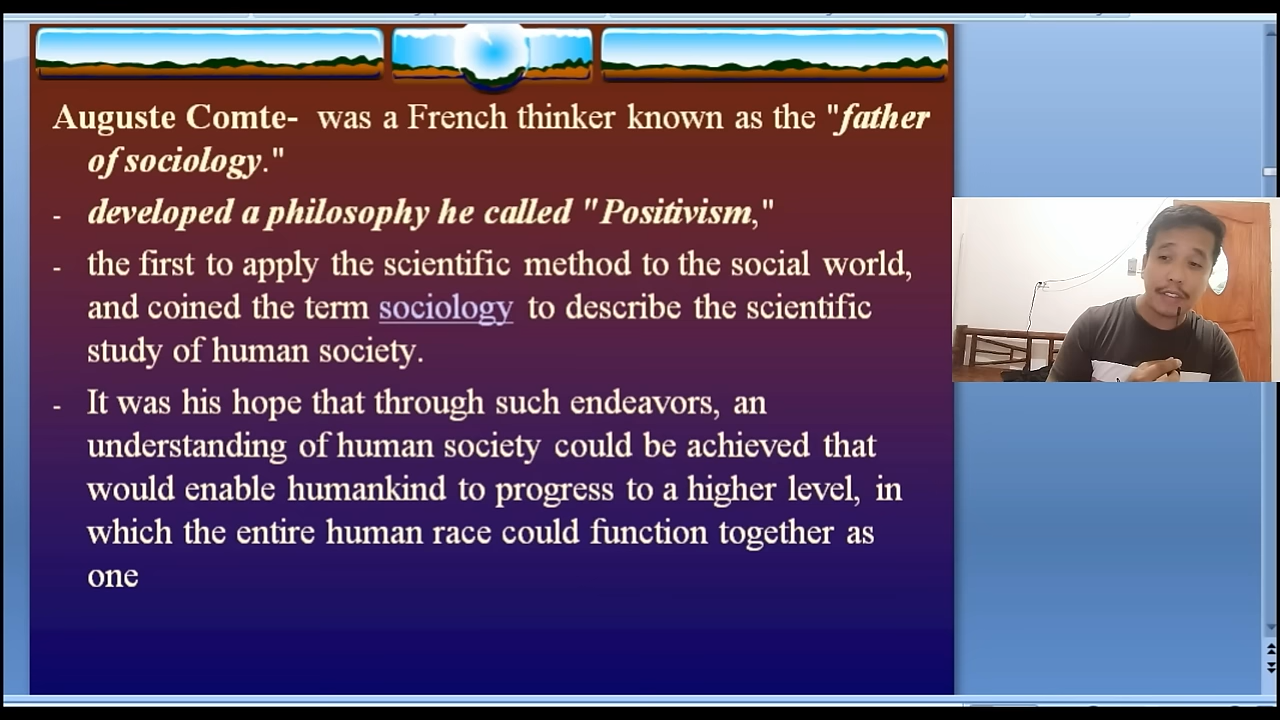 Auguste Comte- was a French thinker known as the "father
of sociology."
- developed a philosophy he called "Positivism,"
- the first to apply the scientific method to the social world,
and coined the term sociology to describe the scientific
study of human society.
- It was his hope that through such endeavors, an
understanding of human society could be achieved that
would enable humankind to progress to a higher level, in
which the entire human race could function together as
one